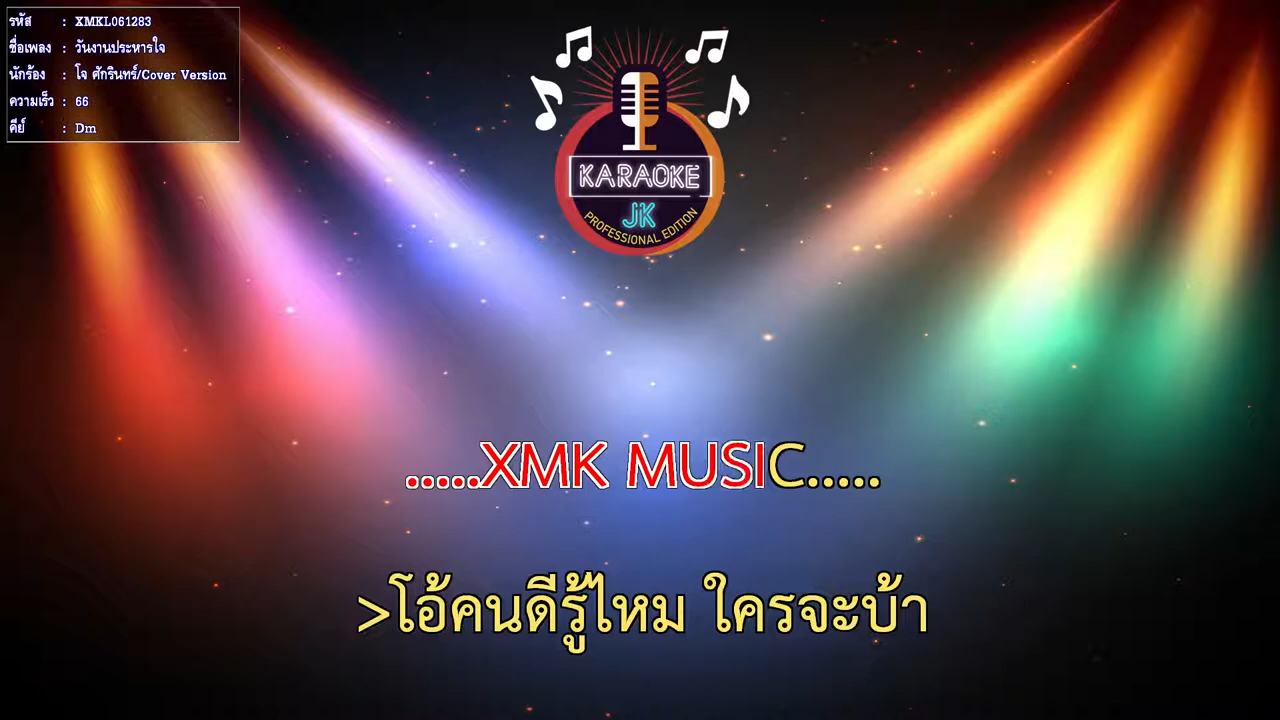 รหัส : XMKL061283
ชื่อเพลง : วันงานประหารใจ
นักร้อง : โจ ศักรินทร์/Cover Version
ความเร็ว : 66
คีย์ : Dm
KARAOKE
JK
PROFESSIONAL EDITION
.....XMK MUSIC.....
>โอ้คนดีรู้ไหม ใครจะบ้า